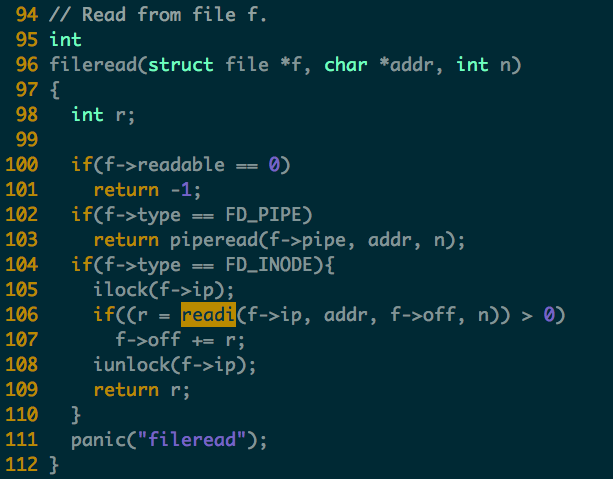 94 // Read from file f.
95 int
96 fileread(struct file *f, char *addr, int n)
97 {
98   int r;
99
100   if(f->readable == 0)
101     return -1;
102   if(f->type == FD_PIPE)
103     return piperead(f->pipe, addr, n);
104   if(f->type == FD_INODE){
105     ilock(f->ip);
106     if((r = readi(f->ip, addr, f->off, n)) > 0)
107       f->off += r;
108     iunlock(f->ip);
109     return r;
110   }
111   panic("fileread");
112 }